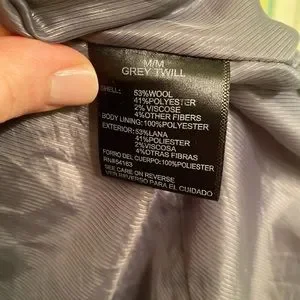 M/M
GREY TWILL
SHELL: 53%WOOL
41%POLYESTER
2% VISCOSE
4%OTHER FIBERS
BODY LINING: 100%POLYESTER
EXTERIOR: 53%LANA
41%POLIESTER
2%VISCOSA
4%OTRAS FIBRAS
FORNO DEL CUERPO:100%POLIESTER
RN#54163
SEE CARE ON REVERSE
VER REVERSO PARA EL CUIDADO